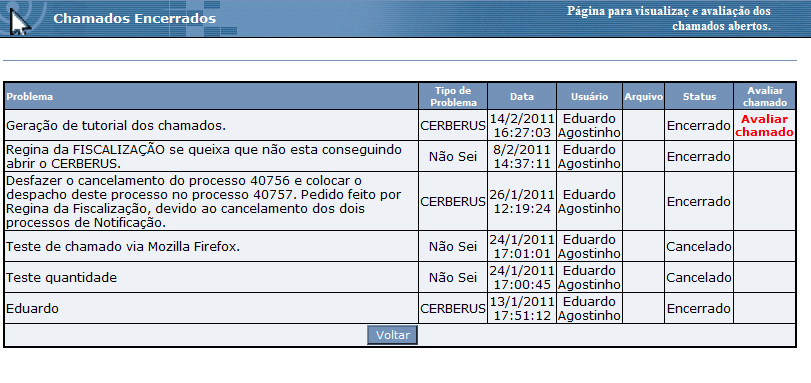 Chamados Encerrados
Página para visualizaç e avaliação dos
chamados abertos.
Problema
Tipo de
Problema
Data
Usuário
Arquivo
Status
Avaliar
chamado
Geração de tutorial dos chamados.
CERBERUS
14/2/2011
16:27:03
Eduardo
Agostinho
Encerrado
Avaliar
chamado
Regina da FISCALIZAÇÃO se queixa que não esta conseguindo
abrir o CERBERUS.
Não Sei
8/2/2011
14:37:11
Eduardo
Agostinho
Encerrado
Desfazer o cancelamento do processo 40756 e colocar o
despacho deste processo no processo 40757. Pedido feito por
Regina da Fiscalização, devido ao cancelamento dos dois
processos de Notificação.
CERBERUS
26/1/2011
12:19:24
Eduardo
Agostinho
Encerrado
Teste de chamado via Mozilla Firefox.
Não Sei
24/1/2011
17:01:01
Eduardo
Agostinho
Cancelado
Teste quantidade
Não Sei
24/1/2011
17:00:45
Eduardo
Agostinho
Cancelado
Eduardo
CERBERUS
13/1/2011
17:51:12
Eduardo
Agostinho
Encerrado
Voltar